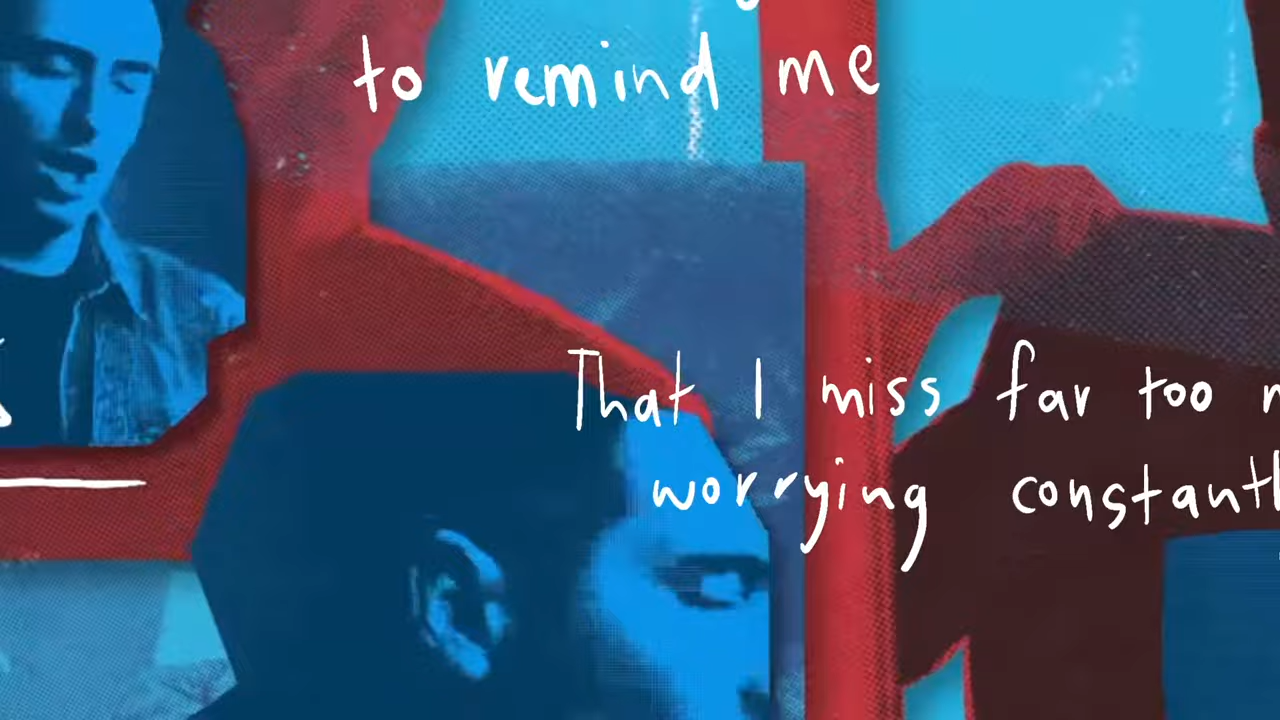 to remind me
That I miss far too
worrying